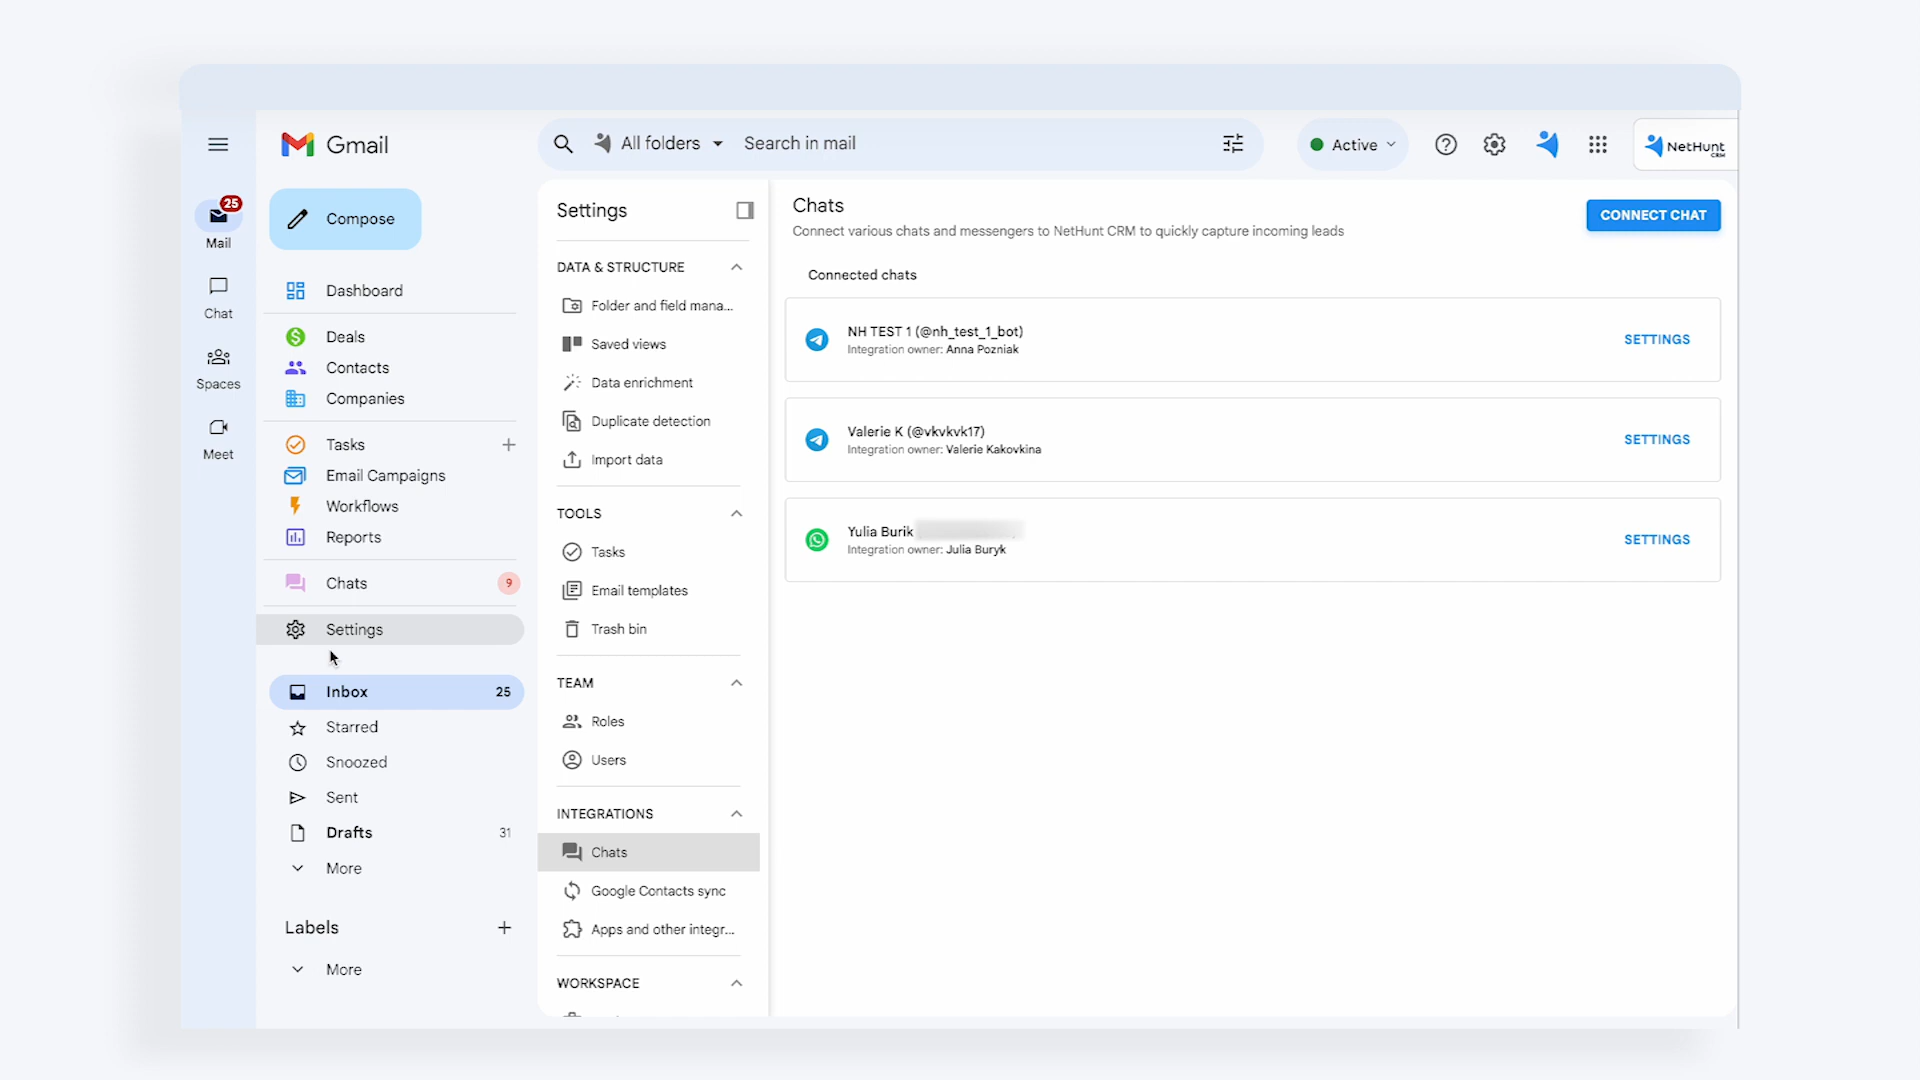 Gmail
All folders
Search in mail
Active
NetHunt
CRM
25
Mail
Chat
Spaces
Meet
Compose
Dashboard
Deals
Contacts
Companies
Tasks
Email Campaigns
Workflows
Reports
Chats
9
Settings
Inbox
25
Starred
Snoozed
Sent
Drafts
31
More
Labels
More
Settings
DATA & STRUCTURE
Folder and field mana...
Saved views
Data enrichment
Duplicate detection
Import data
TOOLS
Tasks
Email templates
Trash bin
TEAM
Roles
Users
INTEGRATIONS
Chats
Google Contacts sync
Apps and other integr...
WORKSPACE
Chats
Connect various chats and messengers to NetHunt CRM to quickly capture incoming leads
CONNECT CHAT
Connected chats
NH TEST 1 (@nh_test_1_bot)
Integration owner: Anna Pozniak
SETTINGS
Valerie K (@vkvkvk17)
Integration owner: Valerie Kakovkina
SETTINGS
Yulia Burik
Integration owner: Julia Buryk
SETTINGS